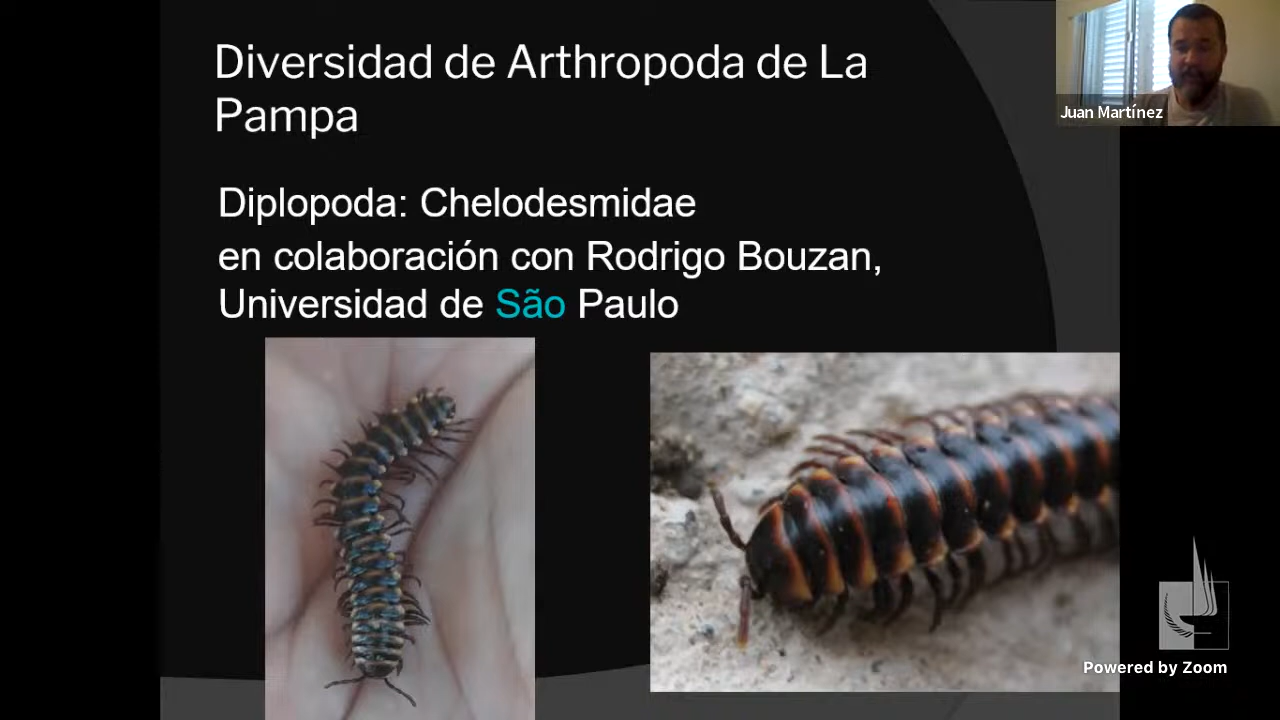 Diversidad de Arthropoda de La
Pampa
Juan Martínez
Diplopoda: Chelodesmidae
en colaboración con Rodrigo Bouzan,
Universidad de São Paulo
Powered by Zoom